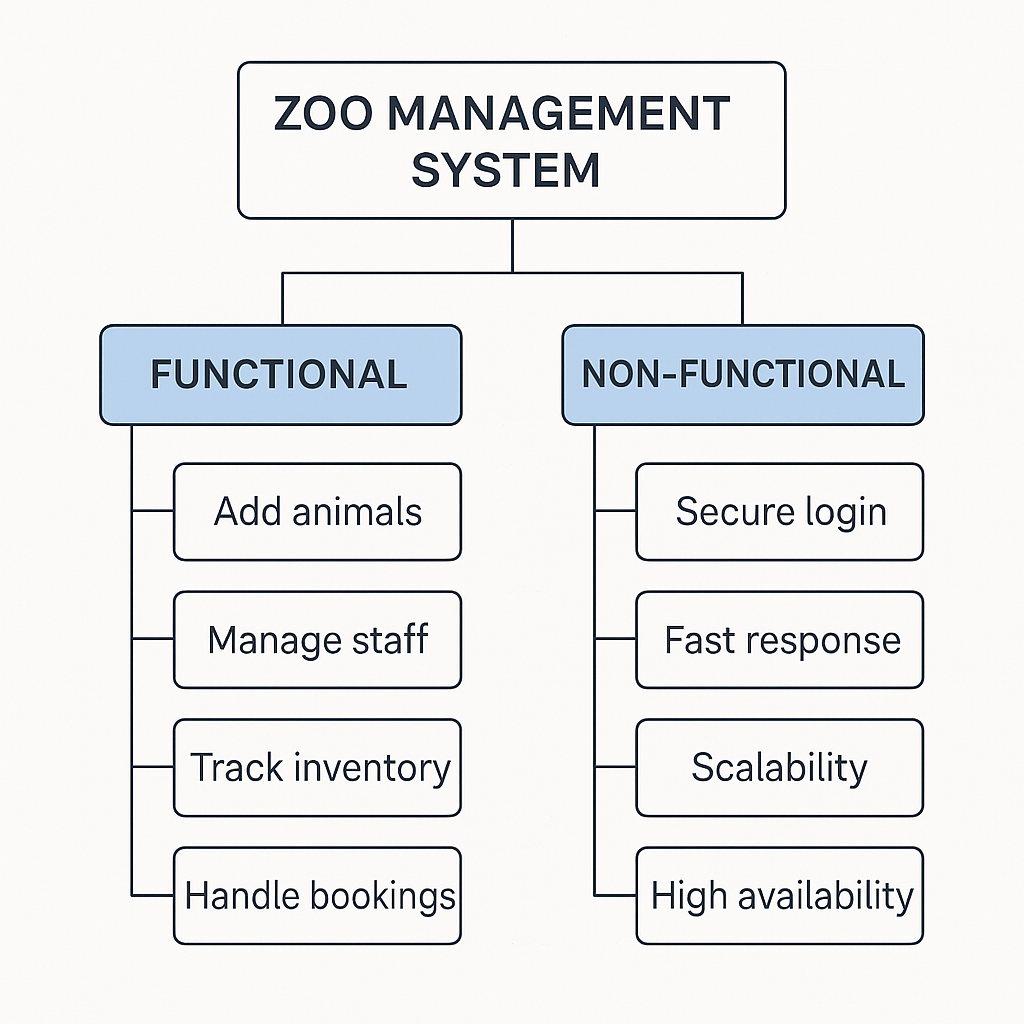 ZOO MANAGEMENT
SYSTEM
FUNCTIONAL
Add animals
Manage staff
Track inventory
Handle bookings
NON-FUNCTIONAL
Secure login
Fast response
Scalability
High availability